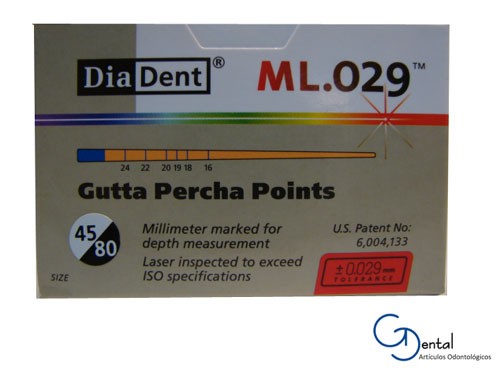 DiaDent®
ML.029™
24 22 20 19 18 16
Gutta Percha Points
45/80
SIZE
Millimeter marked for
depth measurement
Laser inspected to exceed
ISO specifications
U.S. Patent No:
6,004,133
±0.029 mm
TOLERANCE
GDental
Artículos Odontológicos